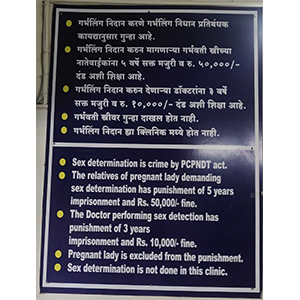 गर्भलिंग निदान करणे गर्भलिंग निधान प्रतिबंधक
कायद्यानुसार गुन्हा आहे.
गर्भलिंग निदान करुन मागणाऱ्या गर्भवती स्त्रीच्या
नातेवाईकांना ५ वर्षे सक्त मजुरी व रु. ५०,०००/-
दंड अशी शिक्षा आहे.
गर्भलिंग निदान करुन देणाऱ्या डॉक्टरांना ३ वर्षे
सक्त मजुरी व रु. १०,०००/- दंड अशी शिक्षा आहे.
गर्भवती स्त्रीवर गुन्हा दाखल होत नाही.
गर्भलिंग निदान ह्या क्लिनिक मध्ये होत नाही.
Sex determination is crime by PCPNDT act.
The relatives of pregnant lady demanding
sex determination has punishment of 5 years
imprisonment and Rs. 50,000/- fine.
The Doctor performing sex detection has
punishment of 3 years
imprisonment and Rs. 10,000/- fine.
Pregnant lady is excluded from the punishment.
Sex determination is not done in this clinic.